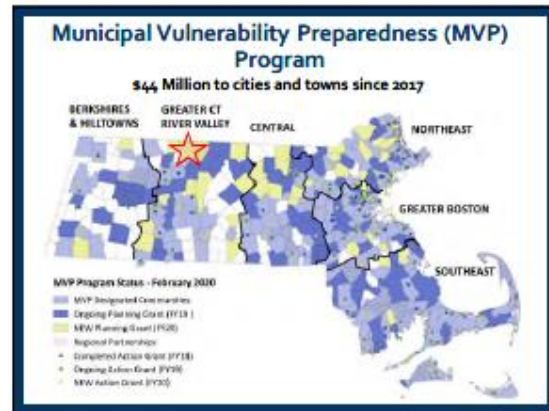 Municipal Vulnerability Preparedness (MVP)
Program
$44 Million to cities and towns since 2017
BERKSHIRES
& HILLTOWNS
GREATER CT
RIVER VALLEY
CENTRAL
NORTHEAST
GREATER BOSTON
SOUTHEAST
MVP Program Status - February 2020
MVP Designated Communities
Ongoing Planning Grant (FY19)
NEW Planning Grant (FY20)
Regional Partnerships
Completed Action Grant (FY18)
Ongoing Action Grant (FY19)
NEW Action Grant (FY20)